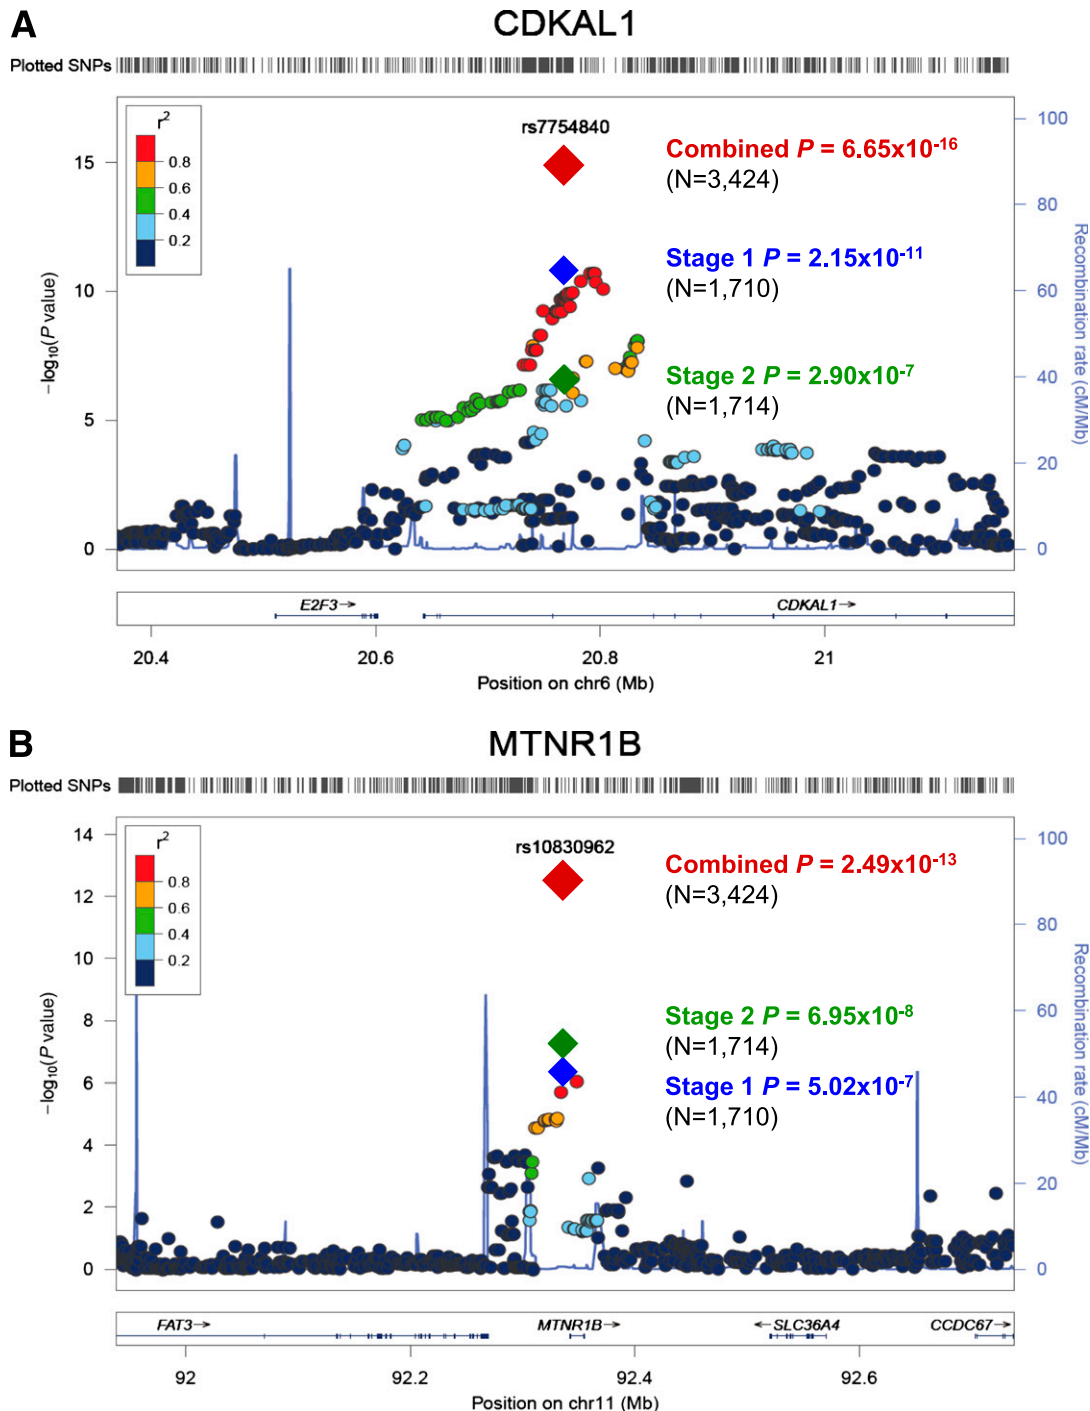 A
CDKAL1
Plotted SNPs
r²
0.8
0.6
0.4
0.2
rs7754840
Combined P = 6.65x10⁻¹⁶
(N=3,424)
Stage 1 P = 2.15x10⁻¹¹
(N=1,710)
Stage 2 P = 2.90x10⁻⁷
(N=1,714)
15
10
5
0
−log₁₀(P value)
100
80
60
40
20
0
Recombination rate (cM/Mb)
E2F3→
CDKAL1→
20.4 20.6 20.8 21
Position on chr6 (Mb)
B
MTNR1B
Plotted SNPs
r²
0.8
0.6
0.4
0.2
rs10830962
Combined P = 2.49x10⁻¹³
(N=3,424)
Stage 2 P = 6.95x10⁻⁸
(N=1,714)
Stage 1 P = 5.02x10⁻⁷
(N=1,710)
14
12
10
8
6
4
2
0
−log₁₀(P value)
100
80
60
40
20
0
Recombination rate (cM/Mb)
FAT3→
MTNR1B→
←SLC36A4
CCDC67→
92 92.2 92.4 92.6
Position on chr11 (Mb)